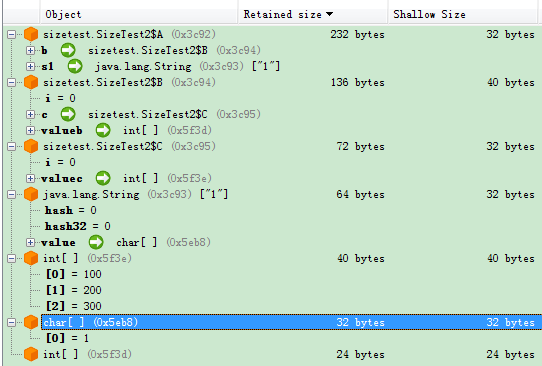 Object Retained size Shallow Size
sizetest.SizeTest2$A (0x3c92) 232 bytes 32 bytes
b sizetest.SizeTest2$B (0x3c94)
s1 java.lang.String (0x3c93) ["1"]
sizetest.SizeTest2$B (0x3c94) 136 bytes 40 bytes
i = 0
c sizetest.SizeTest2$C (0x3c95)
valueb int[ ] (0x5f3d)
sizetest.SizeTest2$C (0x3c95) 72 bytes 32 bytes
i = 0
valuec int[ ] (0x5f3e)
java.lang.String (0x3c93) ["1"] 64 bytes 32 bytes
hash = 0
hash32 = 0
value char[ ] (0x5eb8)
int[ ] (0x5f3e) 40 bytes 40 bytes
[0] = 100
[1] = 200
[2] = 300
char[ ] (0x5eb8) 32 bytes 32 bytes
[0] = 1
int[ ] (0x5f3d) 24 bytes 24 bytes